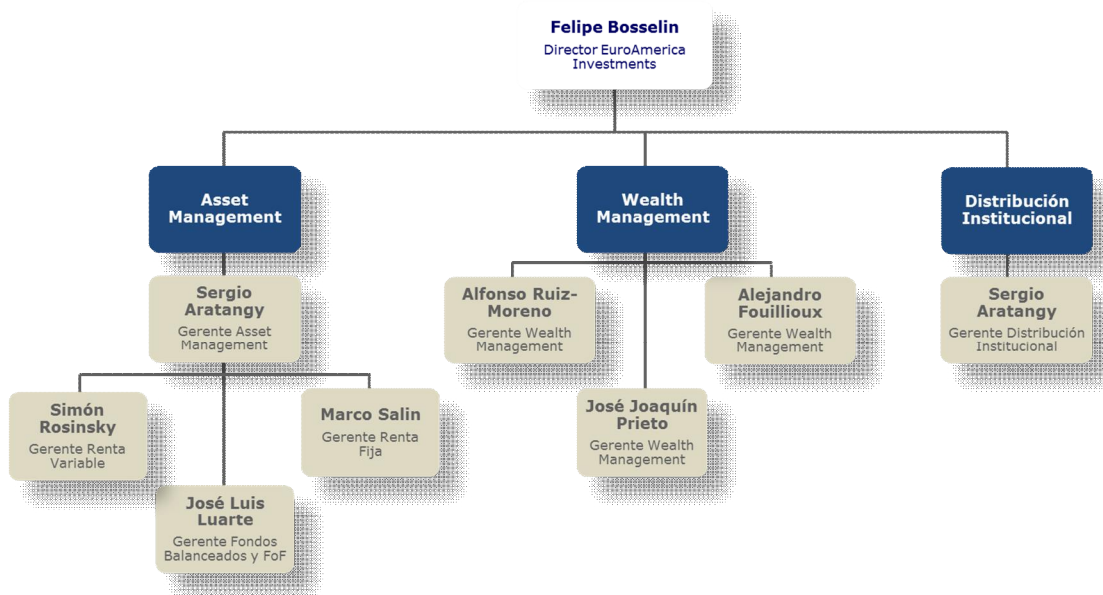 Felipe Bosselin
Director EuroAmerica
Investments
Asset
Management
Wealth
Management
Distribución
Institucional
Sergio
Aratangy
Gerente Asset
Management
Alfonso Ruiz-
Moreno
Gerente Wealth
Management
Alejandro
Fouillioux
Gerente Wealth
Management
Sergio
Aratangy
Gerente Distribución
Institucional
Simón
Rosinsky
Gerente Renta
Variable
Marco Salin
Gerente Renta
Fija
José Joaquín
Prieto
Gerente Wealth
Management
José Luis
Luarte
Gerente Fondos
Balanceados y FoF